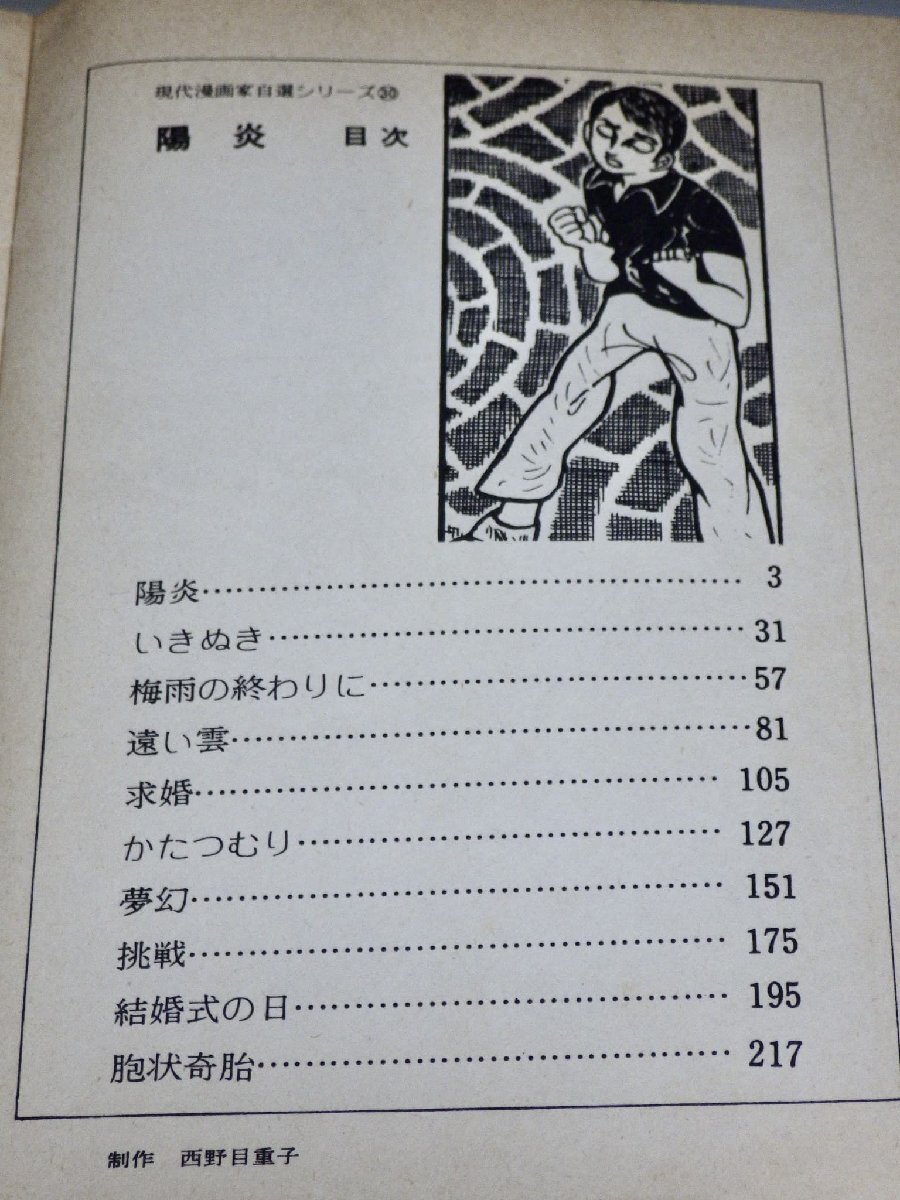 現代漫画家自選シリーズ㉚
陽炎 目次
陽炎…………………………………………… 3
いきぬき……………………………………… 31
梅雨の終わりに……………………………… 57
遠い雲………………………………………… 81
求婚…………………………………………… 105
かたつむり…………………………………… 127
夢幻…………………………………………… 151
挑戦…………………………………………… 175
結婚式の日…………………………………… 195
胞状奇胎……………………………………… 217
制作 西野目重子